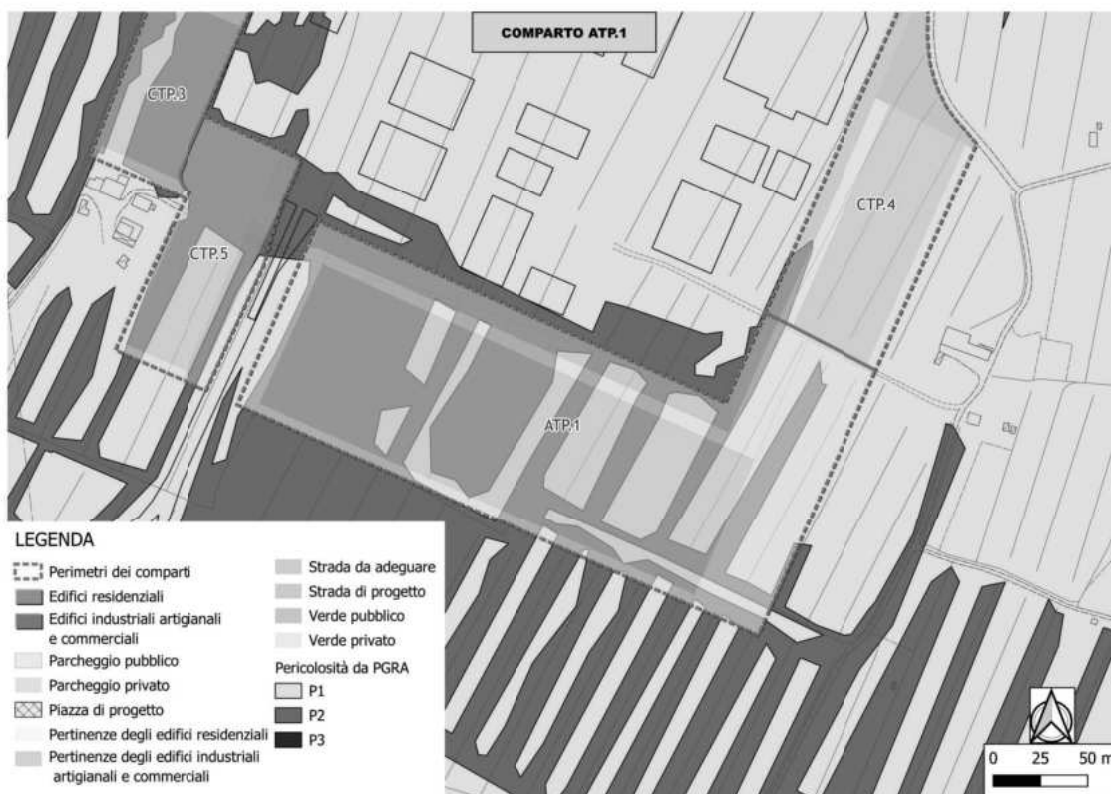 COMPARTO ATP.1
CTP.3
CTP.4
CTP.5
ATP.1
LEGENDA
Perimetri dei comparti
Edifici residenziali
Edifici industriali artigianali
e commerciali
Parcheggio pubblico
Parcheggio privato
Piazza di progetto
Pertinenze degli edifici residenziali
Pertinenze degli edifici industriali
artigianali e commerciali
Strada da adeguare
Strada di progetto
Verde pubblico
Verde privato
Pericolosità da PGRA
P1
P2
P3
0 25 50 m